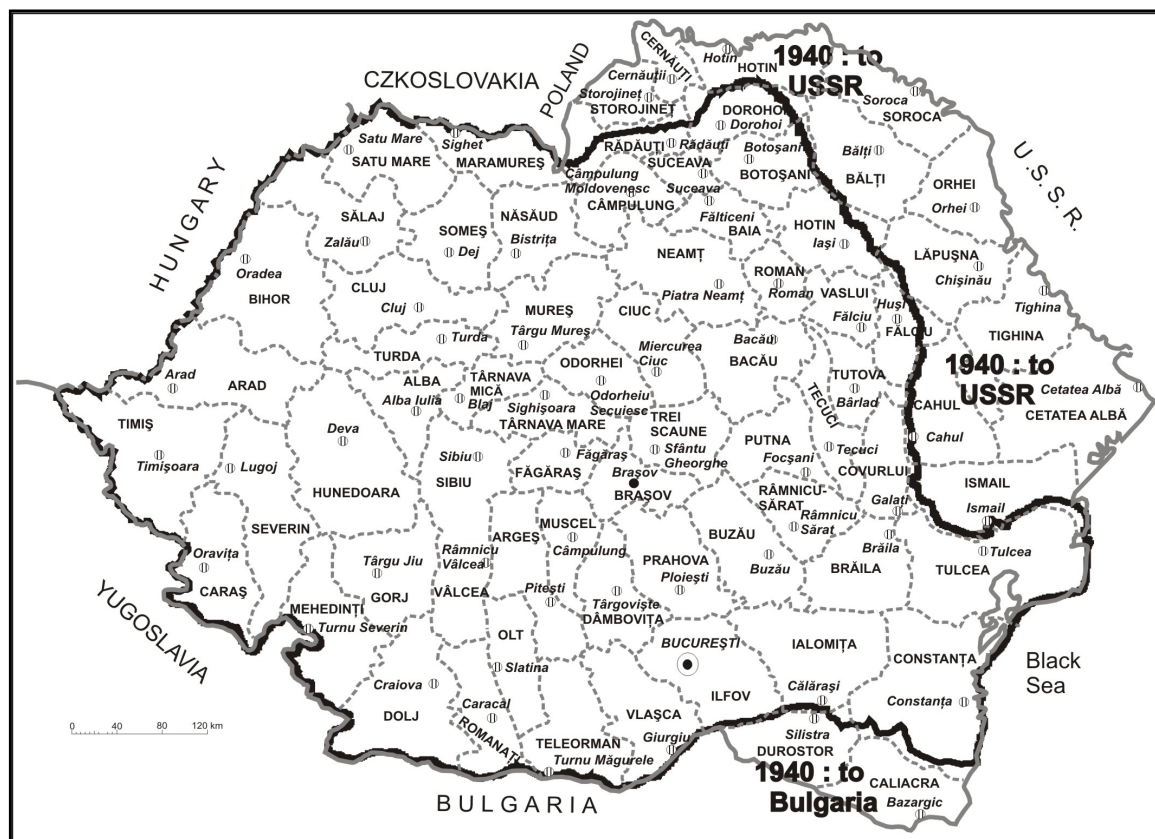 CZKOSLOVAKIA
POLAND
HUNGARY
YUGOSLAVIA
BULGARIA
U.S.S.R.
Black
Sea
1940 : to
USSR
1940 : to
USSR
1940 : to
Bulgaria
CERNĂUȚI
Cernăuții
Hotin
HOTIN
Storojineț
STOROJINEȚ
Soroca
SOROCA
DOROHOI
Dorohoi
RĂDĂUȚI
Rădăuți
Botoșani
BOTOȘANI
Bălți
BĂLȚI
ORHEI
Orhei
Satu Mare
SATU MARE
Sighet
MARAMUREȘ
SUCEAVA
Suceava
Câmpulung
Moldovenesc
CÂMPULUNG
Fălticeni
BAIA
HOTIN
Iași
LĂPUȘNA
Chișinău
SĂLAJ
Zalău
SOMEȘ
Dej
NĂSĂUD
Bistrița
NEAMȚ
Piatra Neamț
ROMAN
Roman
VASLUI
Fălciu
Huși
FĂLCIU
Tighina
TIGHINA
Oradea
BIHOR
CLUJ
Cluj
MUREȘ
Târgu Mureș
CIUC
Miercurea
Ciuc
Bacău
BACĂU
Turda
TURDA
ODORHEI
Odorheiu
Secuiesc
TUTOVA
Bârlad
TECUCI
Tecuci
CAHUL
Cahul
Cetatea Albă
CETATEA ALBĂ
Arad
ARAD
ALBA
Alba Iulia
TÂRNAVA
MICĂ
Blaj
Sighișoara
TÂRNAVA MARE
TREI
SCAUNE
Sfântu
Gheorghe
PUTNA
Focșani
COVURLUI
Galați
ISMAIL
Ismail
TIMIȘ
Timișoara
Lugoj
Deva
HUNEDOARA
Sibiu
SIBIU
FĂGĂRAȘ
Făgăraș
Brașov
BRAȘOV
RÂMNICU-
SĂRAT
Râmnicu
Sărat
SEVERIN
Oravița
CARAȘ
MEHEDINȚI
Turnu Severin
Târgu Jiu
GORJ
Râmnicu
Vâlcea
VÂLCEA
ARGEȘ
Pitești
MUSCEL
Câmpulung
Târgoviște
DÂMBOVIȚA
PRAHOVA
Ploiești
BUZĂU
Buzău
Brăila
BRĂILA
Tulcea
TULCEA
OLT
Slatina
BUCUREȘTI
ILFOV
IALOMIȚA
Călărași
CONSTANȚA
Constanța
Craiova
DOLJ
Caracàl
ROMANAȚI
TELEORMAN
Turnu Măgurele
VLAȘCA
Giurgiu
Silistra
DUROSTOR
CALIACRA
Bazargic
0 40 80 120 km